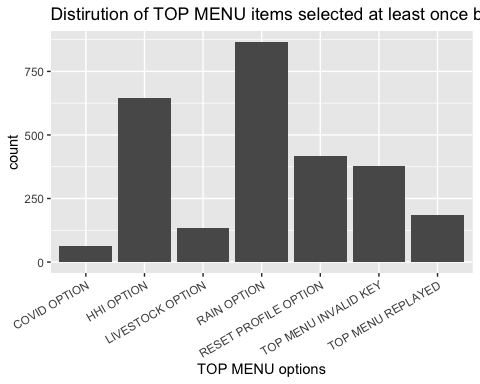 Distirution of TOP MENU items selected at least once b
750
500
250
0
count
COVID OPTION
HHI OPTION
LIVESTOCK OPTION
RAIN OPTION
RESET PROFILE OPTION
TOP MENU INVALID KEY
TOP MENU REPLAYED
TOP MENU options